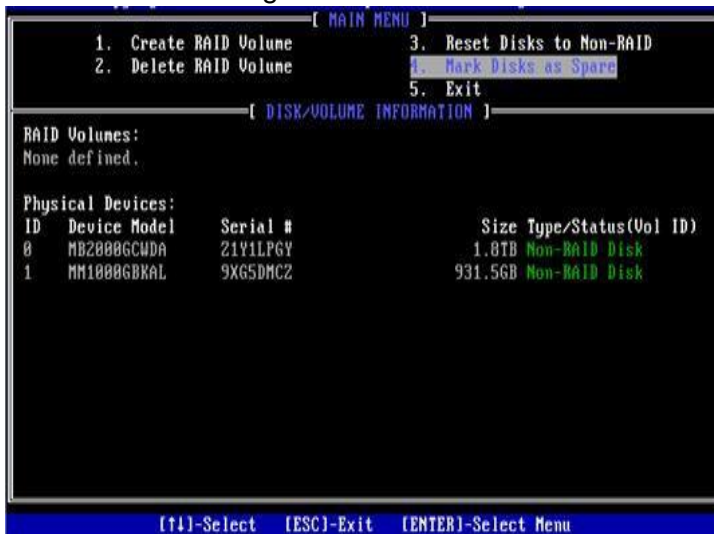 [ MAIN MENU ]
1. Create RAID Volume 3. Reset Disks to Non-RAID
2. Delete RAID Volume 4. Mark Disks as Spare
5. Exit
[ DISK/VOLUME INFORMATION ]
RAID Volumes:
None defined.
Physical Devices:
ID Device Model Serial # Size Type/Status(Vol ID)
0 MB2000GCWDA Z1Y1LPGY 1.8TB Non-RAID Disk
1 MM1000GBKAL 9XG5DMCZ 931.5GB Non-RAID Disk
[↑↓]-Select [ESC]-Exit [ENTER]-Select Menu